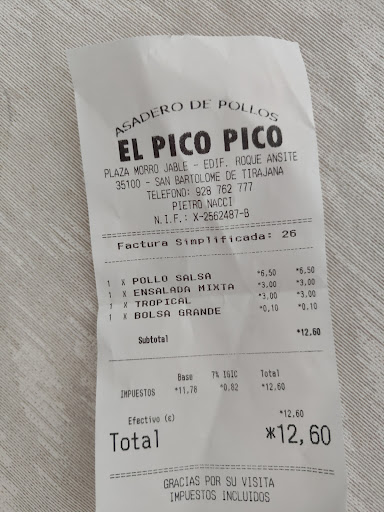 ASADERO DE POLLOS
EL PICO PICO
PLAZA MORRO JABLE - EDIF. ROQUE ANSITE
35100 - SAN BARTOLOME DE TIRAJANA
TELEFONO: 928 762 777
PIETRO NACCI
N.I.F.: X-2562487-B
Factura Simplificada: 26
1 X POLLO SALSA *6,50 *6,50
1 X ENSALADA MIXTA *3,00 *3,00
1 X TROPICAL *3,00 *3,00
1 X BOLSA GRANDE *0,10 *0,10
Subtotal *12,60
Base 7% IGIC Total
IMPUESTOS *11,78 *0,82 *12,60
Efectivo (€) *12,60
Total *12,60
GRACIAS POR SU VISITA
IMPUESTOS INCLUIDOS